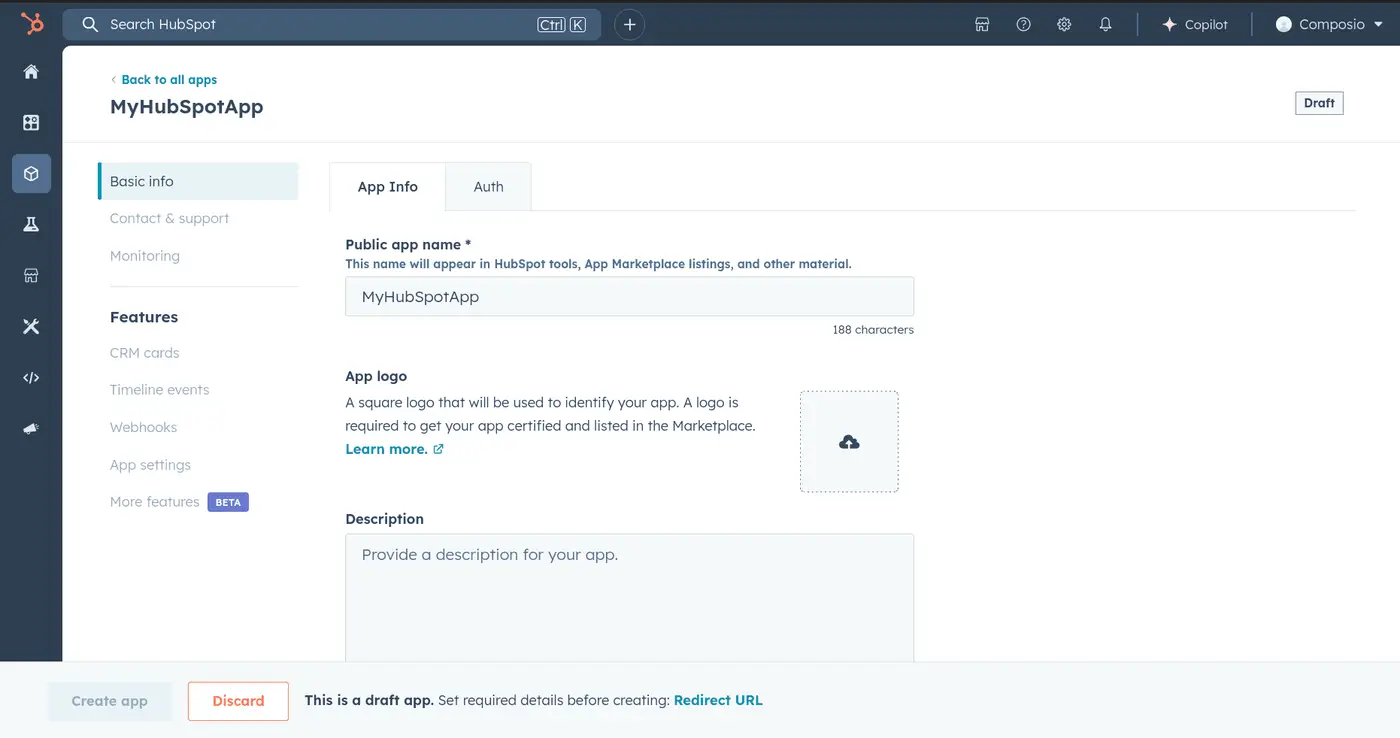 Search HubSpot
Ctrl K
Copilot
Composio
Back to all apps
MyHubSpotApp
Draft
Basic info
Contact & support
Monitoring
Features
CRM cards
Timeline events
Webhooks
App settings
More features BETA
App Info
Auth
Public app name *
This name will appear in HubSpot tools, App Marketplace listings, and other material.
MyHubSpotApp
188 characters
App logo
A square logo that will be used to identify your app. A logo is
required to get your app certified and listed in the Marketplace.
Learn more.
Description
Provide a description for your app.
Create app
Discard
This is a draft app. Set required details before creating: Redirect URL